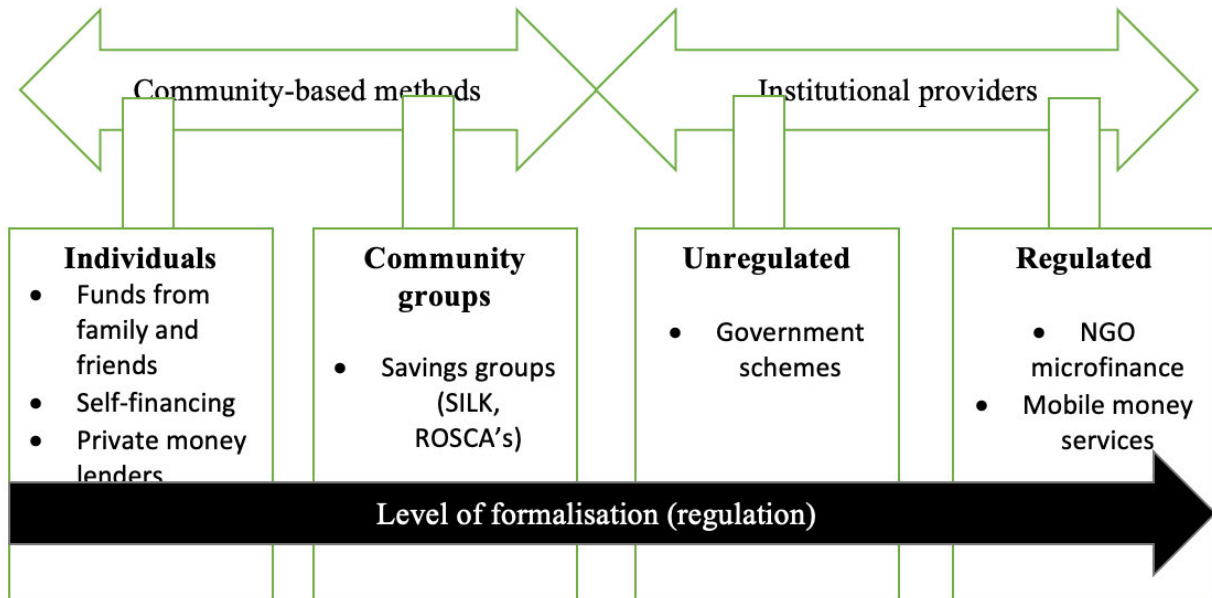 Community-based methods
Institutional providers
Individuals
• Funds from
family and
friends
• Self-financing
• Private money
lenders
Community
groups
• Savings groups
(SILK,
ROSCA’s)
Unregulated
• Government
schemes
Regulated
• NGO
microfinance
• Mobile money
services
Level of formalisation (regulation)